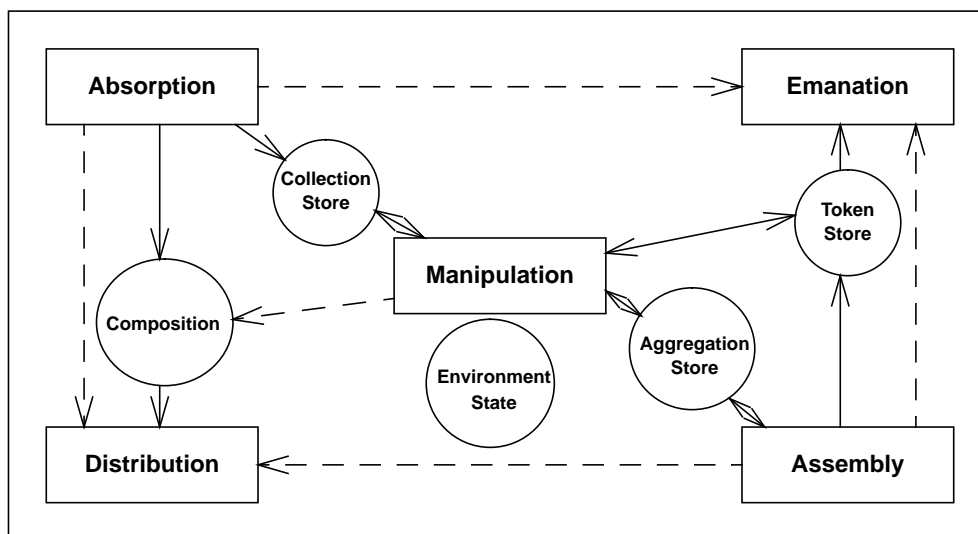 Absorption
Emanation
Collection
Store
Token
Store
Manipulation
Composition
Aggregation
Store
Environment
State
Distribution
Assembly